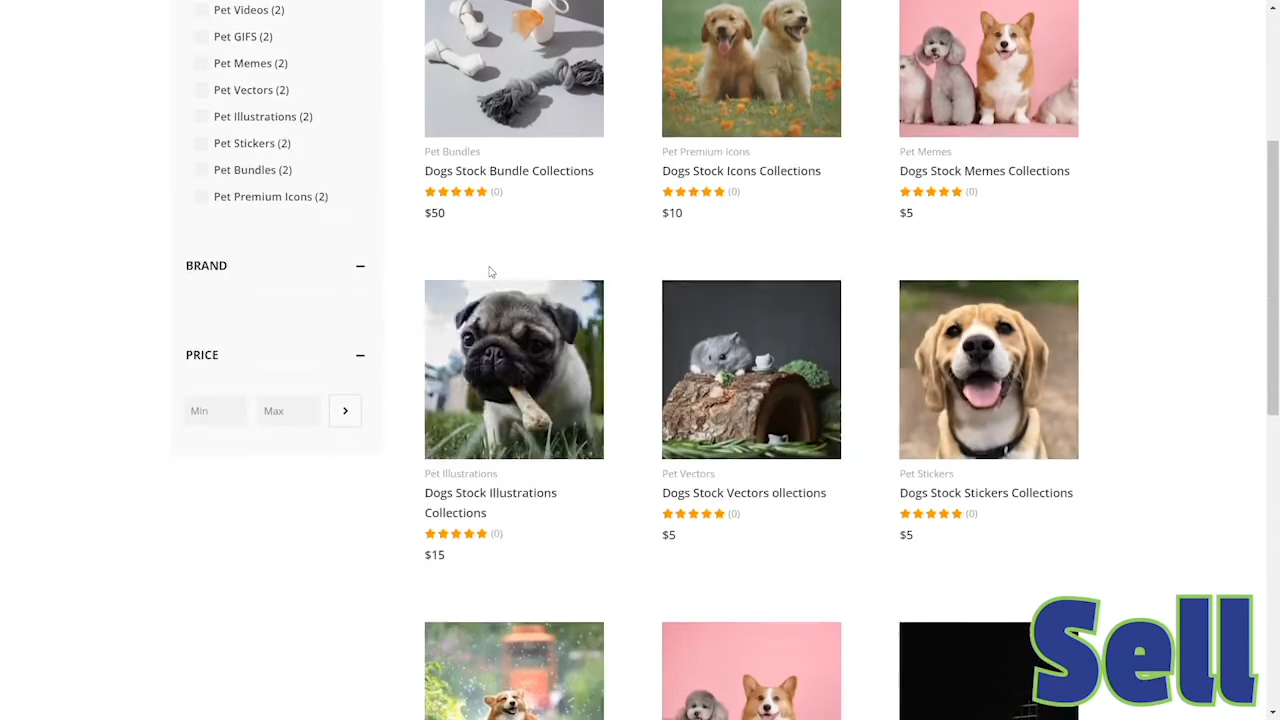 Pet Videos (2)
Pet GIFS (2)
Pet Memes (2)
Pet Vectors (2)
Pet Illustrations (2)
Pet Stickers (2)
Pet Bundles (2)
Pet Premium Icons (2)
BRAND
PRICE
Min
Max
Pet Bundles
Dogs Stock Bundle Collections
(0)
$50
Pet Premium Icons
Dogs Stock Icons Collections
(0)
$10
Pet Memes
Dogs Stock Memes Collections
(0)
$5
Pet Illustrations
Dogs Stock Illustrations
Collections
(0)
$15
Pet Vectors
Dogs Stock Vectors ollections
(0)
$5
Pet Stickers
Dogs Stock Stickers Collections
(0)
$5
Sell